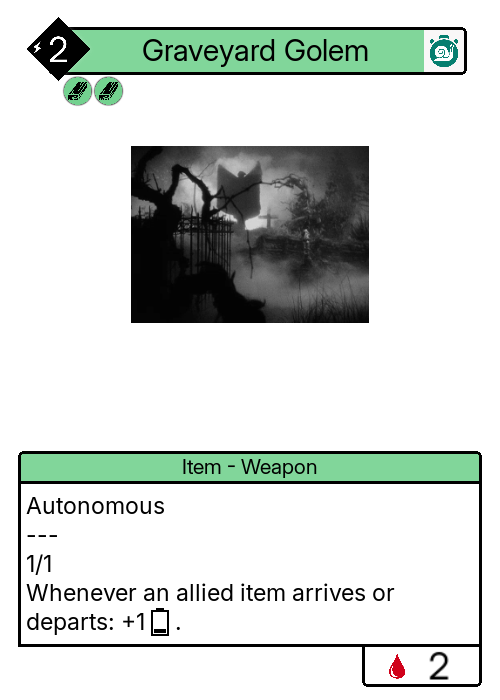 2
Graveyard Golem
Item - Weapon
Autonomous
---
1/1
Whenever an allied item arrives or
departs: +1 .
2